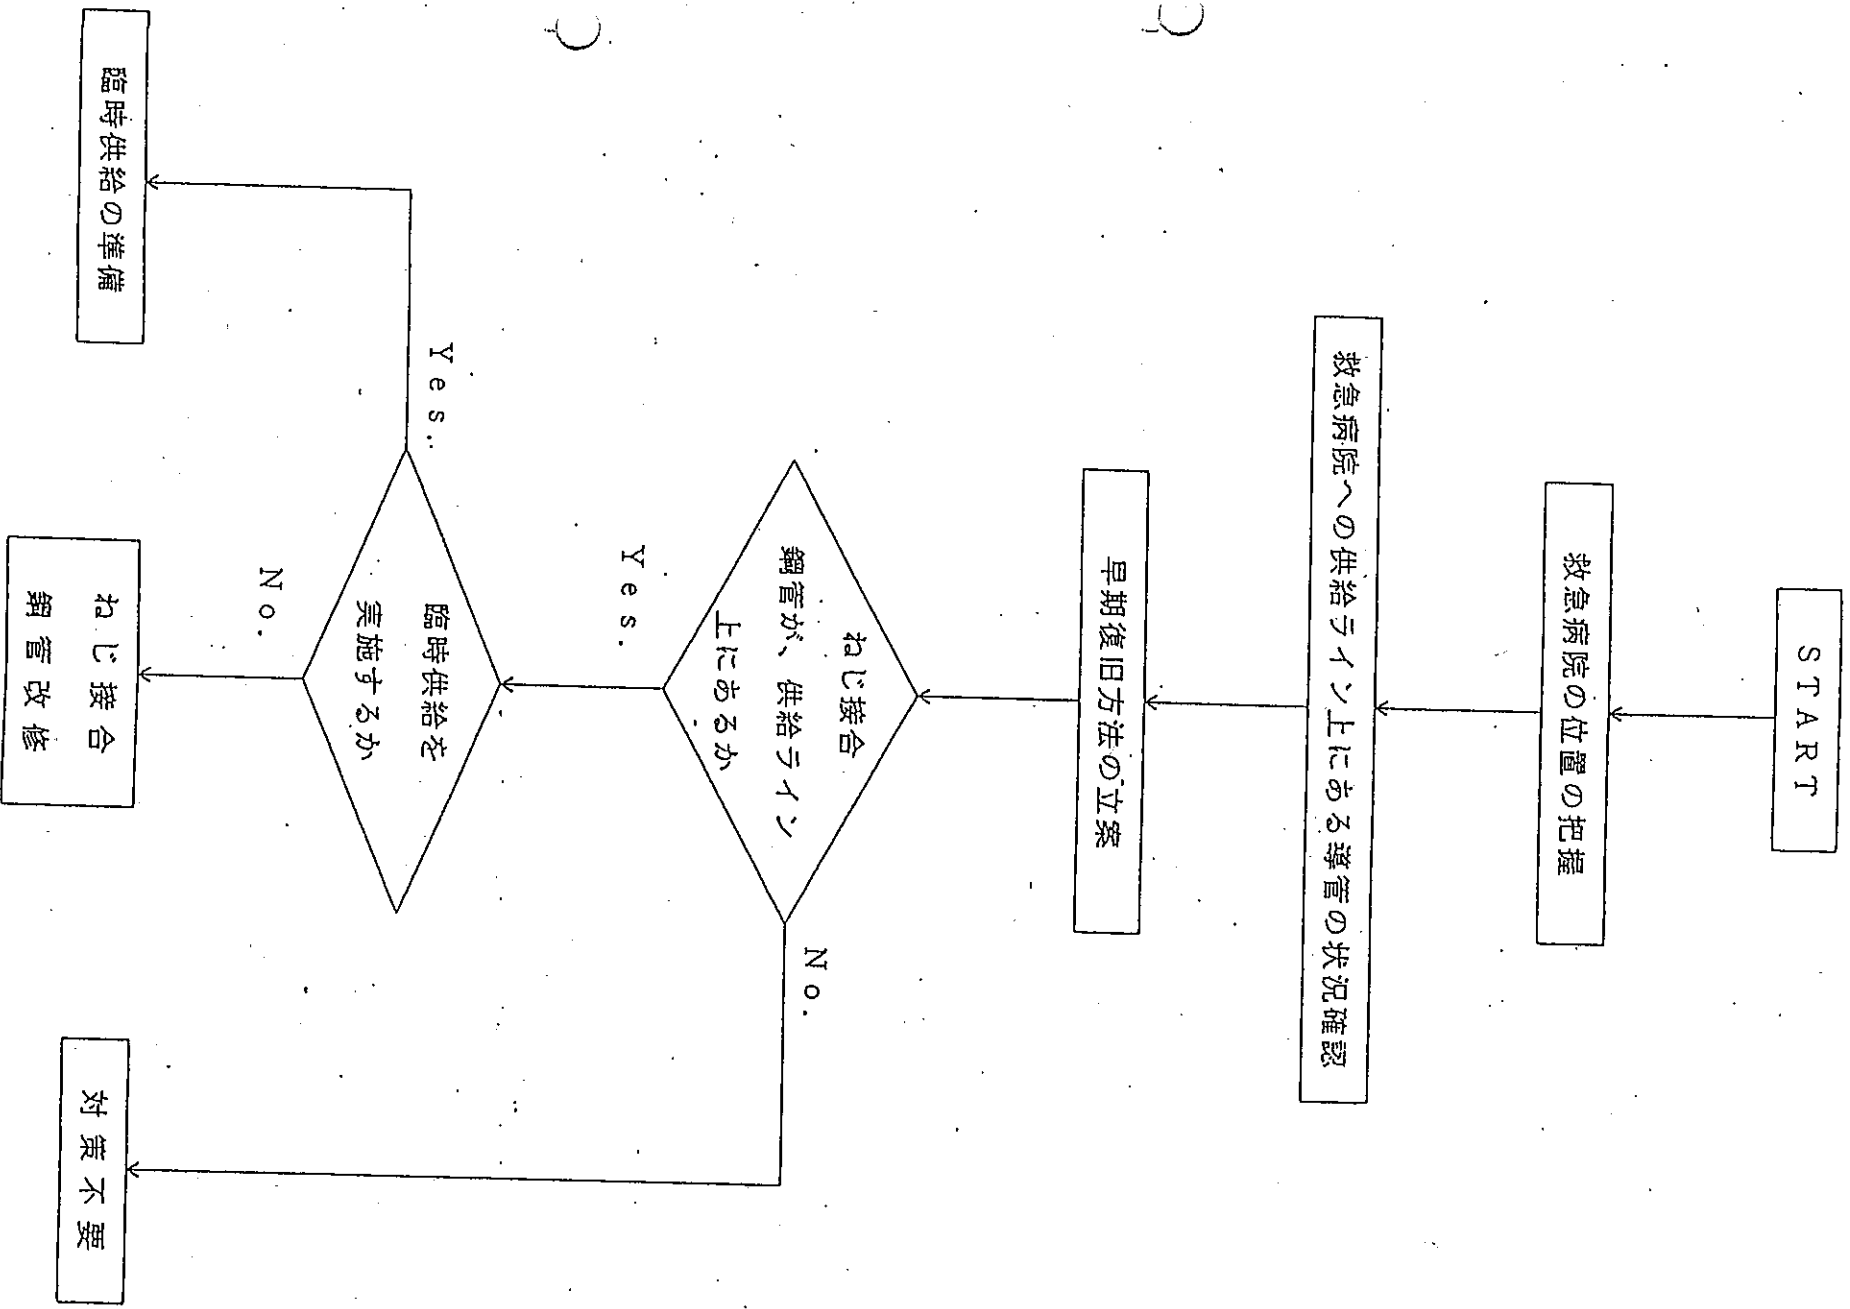 START
救急病院の位置の把握
救急病院への供給ライン上にある導管の状況確認
早期復旧方法の立案
ねじ接合
鋼管が、供給ライン
上にあるか
No.
Yes.
臨時供給を
実施するか
Yes.
No.
臨時供給の準備
ねじ接合
鋼管改修
対策不要